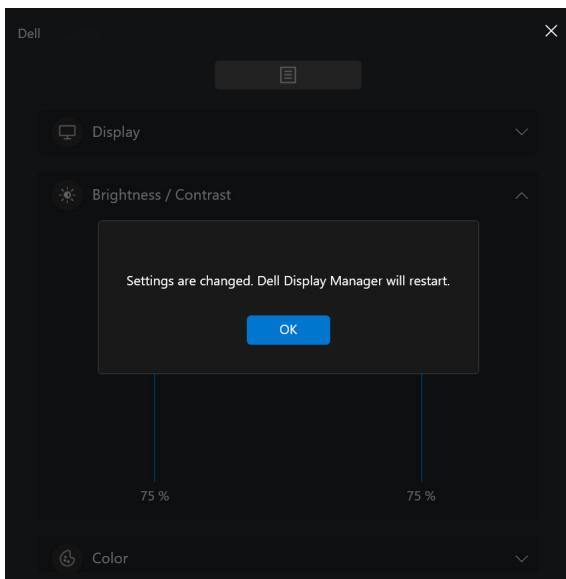 Dell
Display
Brightness / Contrast
Settings are changed. Dell Display Manager will restart.
OK
75 %
75 %
Color